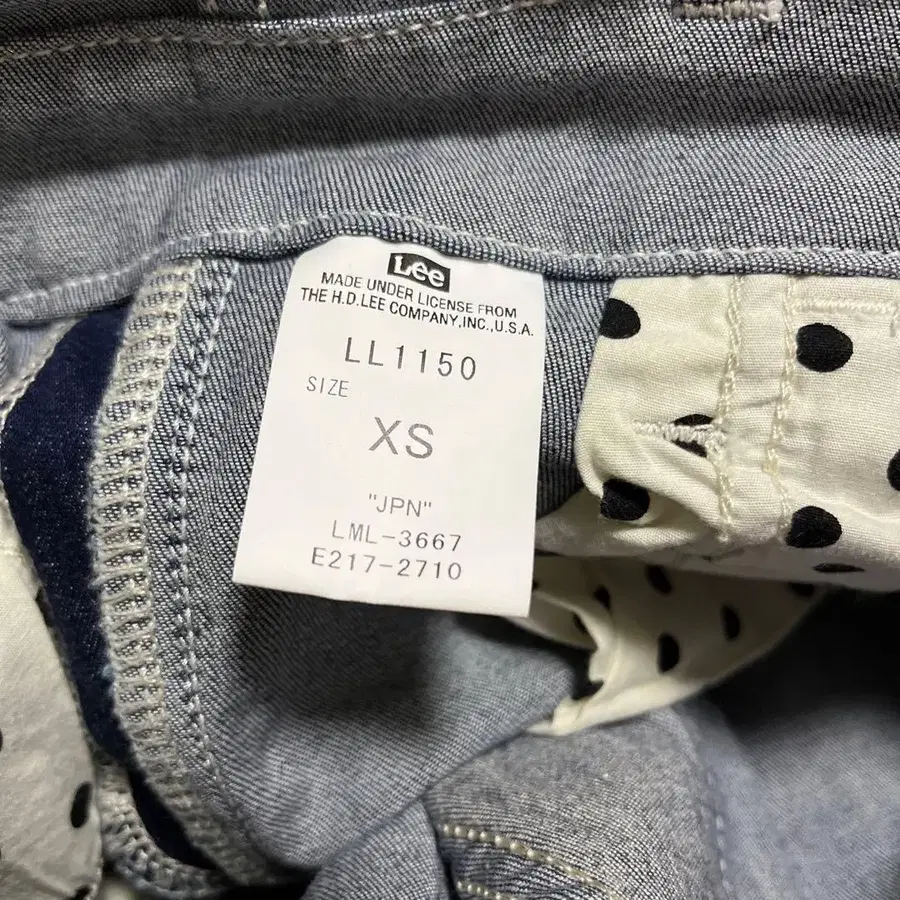 Lee
MADE UNDER LICENSE FROM
THE H.D.LEE COMPANY,INC.,U.S.A.
LL1150
SIZE
XS
"JPN"
LML-3667
E217-2710